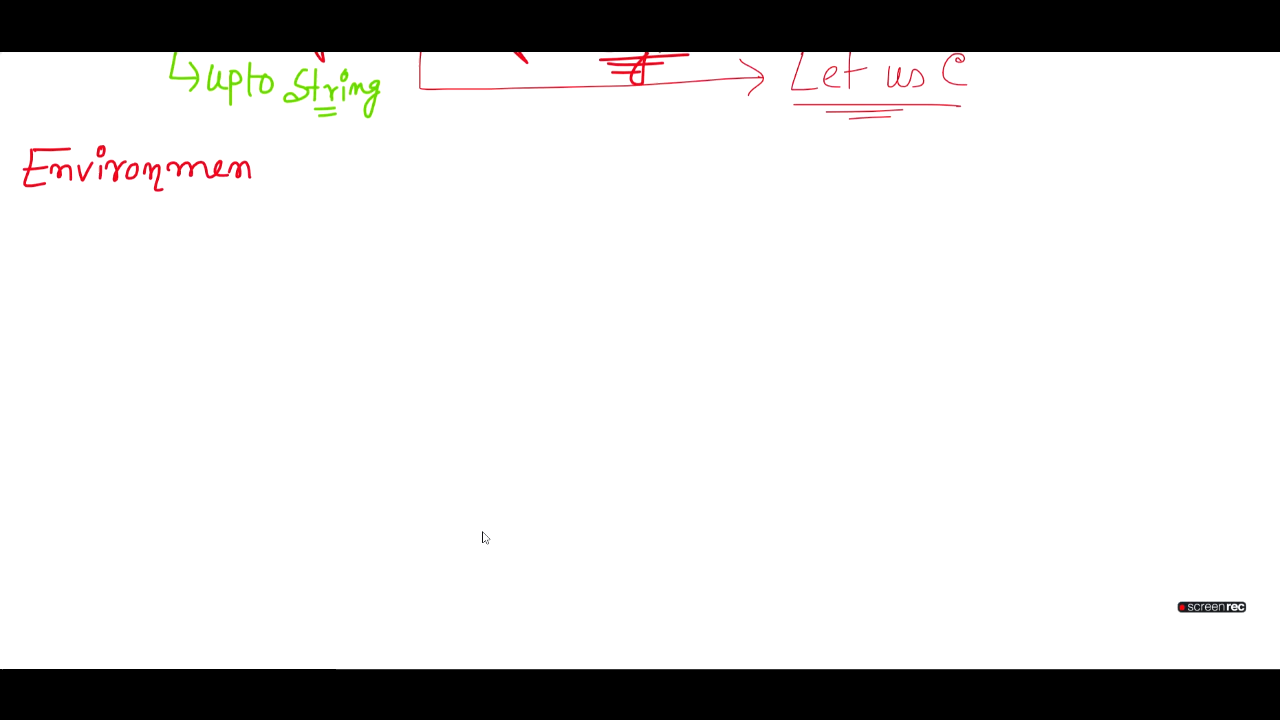 ↳ upto String
Let us C
Environmen
screenrec